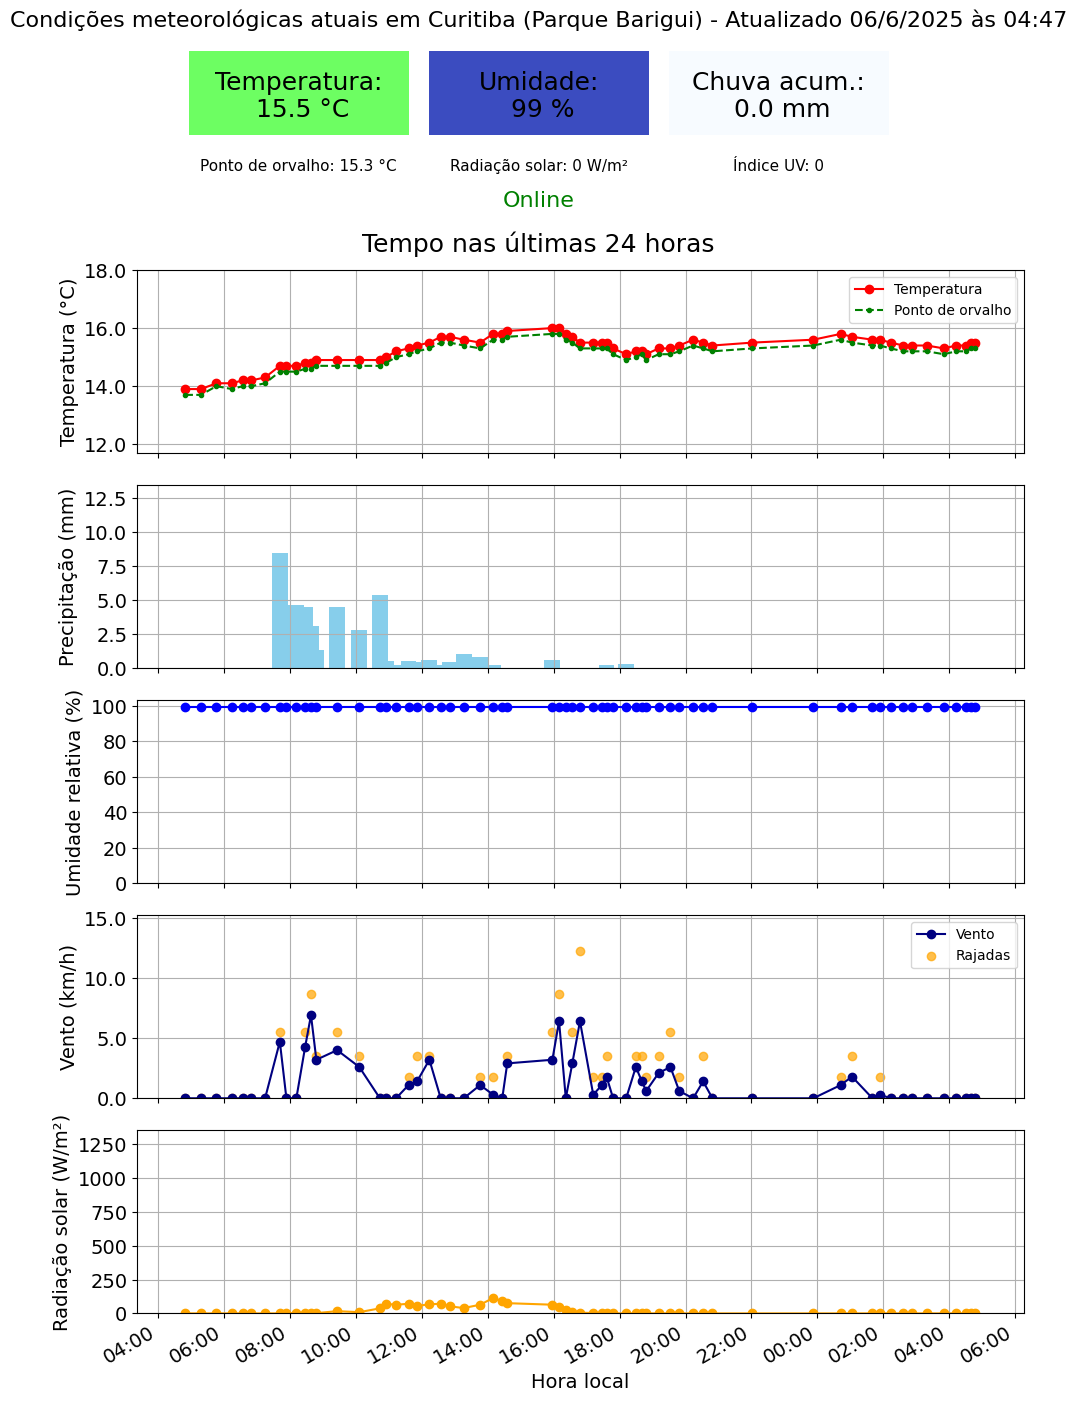 Condições meteorológicas atuais em Curitiba (Parque Barigui) - Atualizado 06/6/2025 às 04:47
Temperatura:
15.5 °C
Umidade:
99 %
Chuva acum.:
0.0 mm
Ponto de orvalho: 15.3 °C
Radiação solar: 0 W/m²
Índice UV: 0
Online
Tempo nas últimas 24 horas
Temperatura (°C)
18.0
16.0
14.0
12.0
Temperatura
Ponto de orvalho
Precipitação (mm)
12.5
10.0
7.5
5.0
2.5
0.0
Umidade relativa (%)
100
80
60
40
20
0
Vento (km/h)
15.0
10.0
5.0
0.0
Vento
Rajadas
Radiação solar (W/m²)
1250
1000
750
500
250
0
04:00
06:00
08:00
10:00
12:00
14:00
16:00
18:00
20:00
22:00
00:00
02:00
04:00
06:00
Hora local